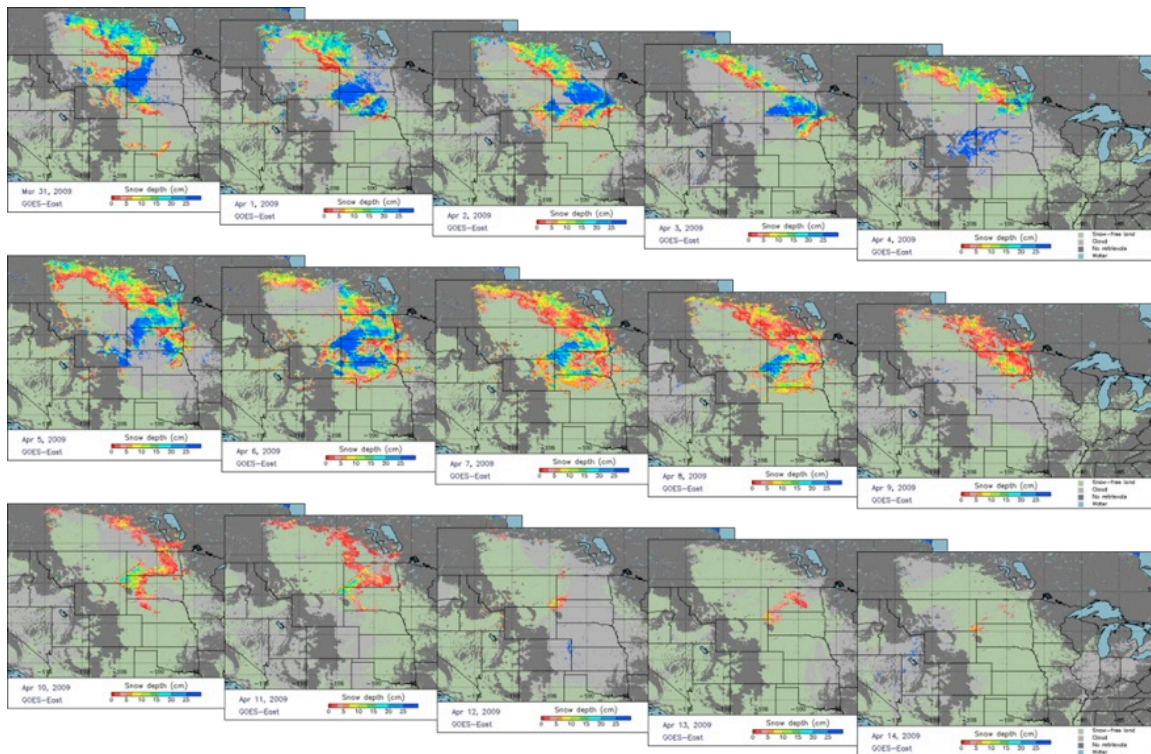 Mar 31, 2009
GOES-East
Snow depth (cm)
0 5 10 15 20 25
Apr 1, 2009
GOES-East
Snow depth (cm)
0 5 10 15 20 25
Apr 2, 2009
GOES-East
Snow depth (cm)
0 5 10 15 20 25
Apr 3, 2009
GOES-East
Snow depth (cm)
0 5 10 15 20 25
Apr 4, 2009
GOES-East
Snow depth (cm)
0 5 10 15 20 25
Snow-free land
Cloud
No retrievals
Water
Apr 5, 2009
GOES-East
Snow depth (cm)
0 5 10 15 20 25
Apr 6, 2009
GOES-East
Snow depth (cm)
0 5 10 15 20 25
Apr 7, 2009
GOES-East
Snow depth (cm)
0 5 10 15 20 25
Apr 8, 2009
GOES-East
Snow depth (cm)
0 5 10 15 20 25
Apr 9, 2009
GOES-East
Snow depth (cm)
0 5 10 15 20 25
Snow-free land
Cloud
No retrievals
Water
Apr 10, 2009
GOES-East
Snow depth (cm)
0 5 10 15 20 25
Apr 11, 2009
GOES-East
Snow depth (cm)
0 5 10 15 20 25
Apr 12, 2009
GOES-East
Snow depth (cm)
0 5 10 15 20 25
Apr 13, 2009
GOES-East
Snow depth (cm)
0 5 10 15 20 25
Apr 14, 2009
GOES-East
Snow depth (cm)
0 5 10 15 20 25
Snow-free land
Cloud
No retrievals
Water